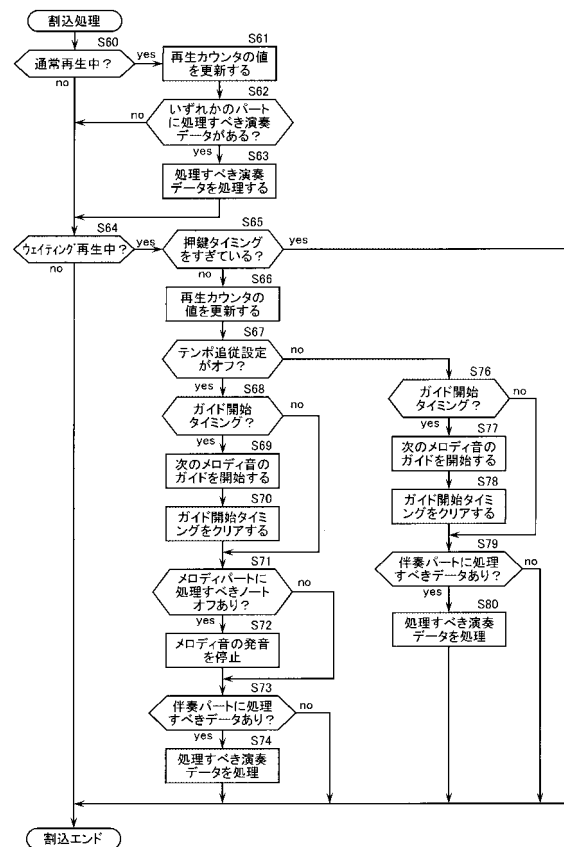 割込処理
S60
通常再生中？
yes
no
S61
再生カウンタの値
を更新する
S62
いずれかのパート
に処理すべき演奏
データがある？
no
yes
S63
処理すべき演奏
データを処理する
S64
ウェイティング再生中？
yes
no
S65
押鍵タイミング
をすぎている？
yes
no
S66
再生カウンタの
値を更新する
S67
テンポ追従設定
がオフ？
no
yes
S68
ガイド開始
タイミング？
no
yes
S69
次のメロディ音の
ガイドを開始する
S70
ガイド開始タイミ
ングをクリアする
S71
メロディパートに
処理すべきノート
オフあり？
no
yes
S72
メロディ音の発音
を停止
S73
伴奏パートに処理
すべきデータあり？
no
yes
S74
処理すべき演奏
データを処理
S76
ガイド開始
タイミング？
no
yes
S77
次のメロディ音の
ガイドを開始する
S78
ガイド開始タイミ
ングをクリアする
S79
伴奏パートに処理
すべきデータあり？
no
yes
S80
処理すべき演奏
データを処理
割込エンド